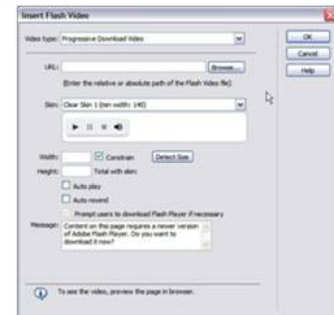 Insert Flash Video
Video type: Progressive Download Video
OK
Cancel
Help
URL: Browse...
(Enter the relative or absolute path of the Flash Video file)
Skin: Clear Skin 1 (min width: 140)
Width: Constrain Detect Size
Height: Total with skin:
Auto play
Auto rewind
Prompt users to download Flash Player if necessary
Message: Content on this page requires a newer version
of Adobe Flash Player. Do you want to
download it now?
To see the video, preview the page in browser.